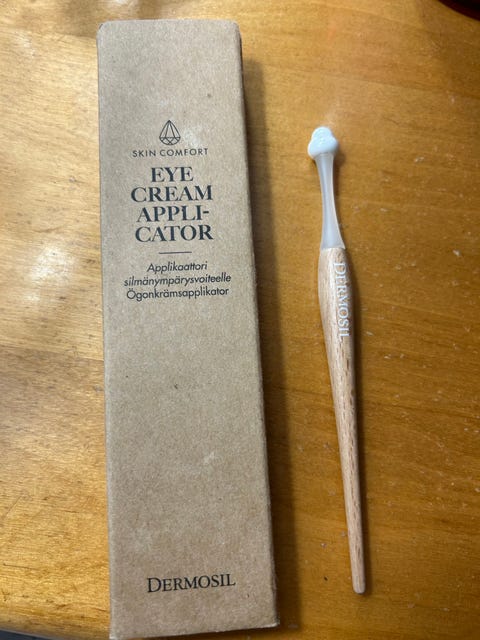 SKIN COMFORT
EYE
CREAM
APPLI-
CATOR
Applikaattori
silmänympärysvoiteelle
Ögonkrämsapplikator
DERMOSIL
DERMOSIL